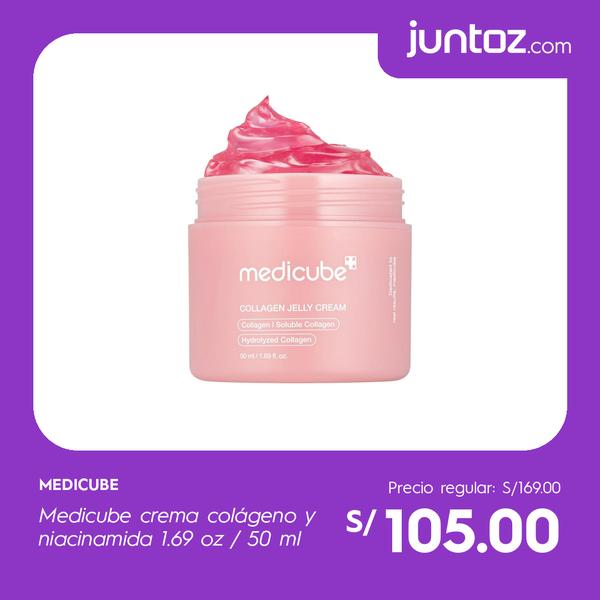 juntoz.com
medicube
COLLAGEN JELLY CREAM
Collagen | Soluble Collagen
Hydrolyzed Collagen
50 ml / 1.69 fl. oz.
MEDICUBE
Medicube crema colágeno y
niacinamida 1.69 oz / 50 ml
Precio regular: S/169.00
S/ 105.00